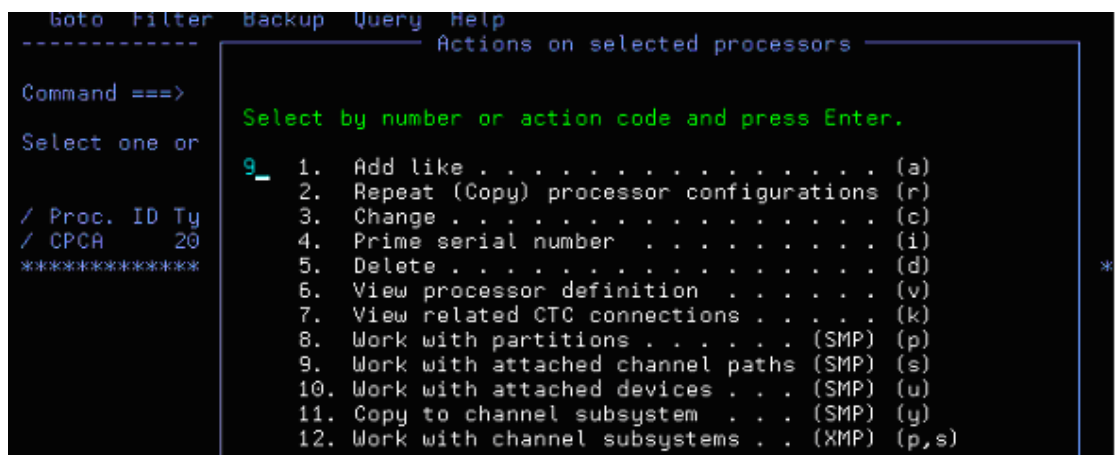 Goto Filter Backup Query Help
------------- Actions on selected processors
Command ===>
Select by number or action code and press Enter.
Select one or
9_ 1. Add like . . . . . . . . . . . . . . . (a)
2. Repeat (Copy) processor configurations (r)
/ Proc. ID Ty 3. Change . . . . . . . . . . . . . . . . (c)
/ CPCA 20 4. Prime serial number . . . . . . . . . (i)
************* 5. Delete . . . . . . . . . . . . . . . . (d) *
6. View processor definition . . . . . . (v)
7. View related CTC connections . . . . . (k)
8. Work with partitions . . . . . . (SMP) (p)
9. Work with attached channel paths (SMP) (s)
10. Work with attached devices . . . (SMP) (u)
11. Copy to channel subsystem . . . (SMP) (y)
12. Work with channel subsystems . . (XMP) (p,s)